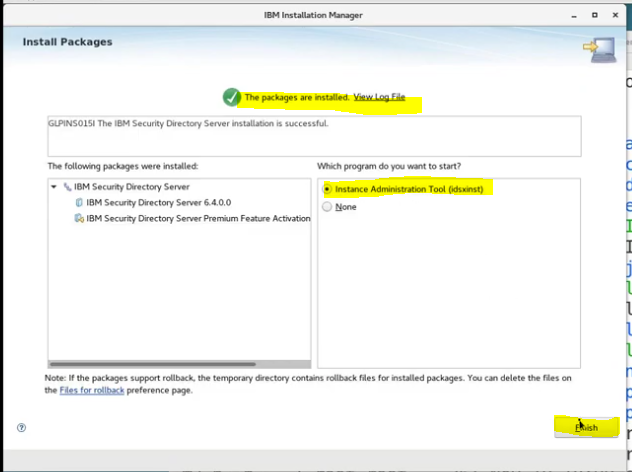 IBM Installation Manager
Install Packages
The packages are installed. View Log File
GLPINS015I The IBM Security Directory Server installation is successful.
The following packages were installed:
IBM Security Directory Server
IBM Security Directory Server 6.4.0.0
IBM Security Directory Server Premium Feature Activation
Which program do you want to start?
Instance Administration Tool (idsxinst)
None
Note: If the packages support rollback, the temporary directory contains rollback files for installed packages. You can delete the files on
the Files for rollback preference page.
Finish